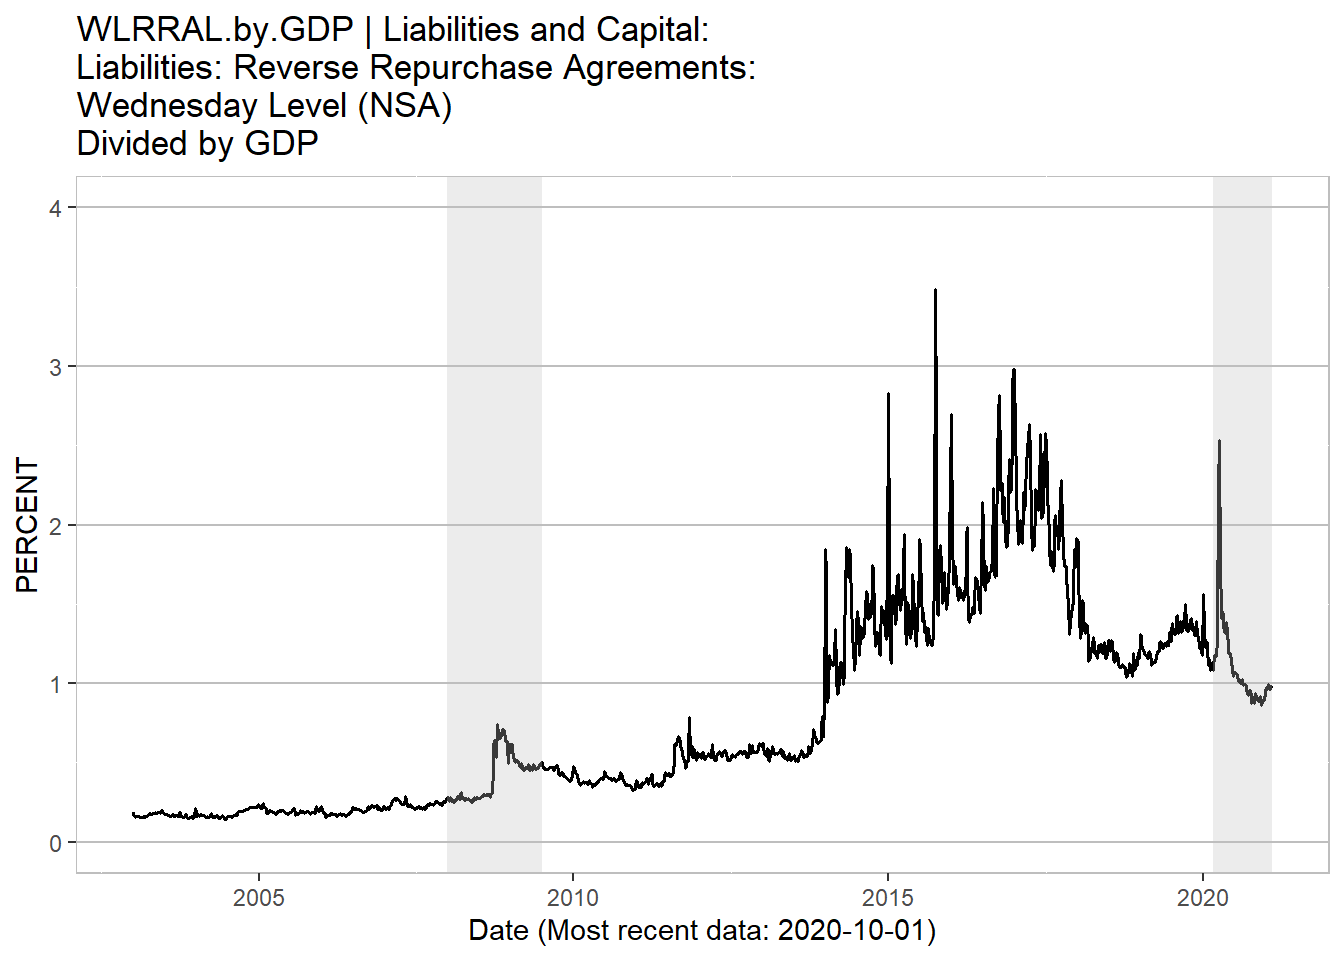 WLRRAL.by.GDP | Liabilities and Capital:
Liabilities: Reverse Repurchase Agreements:
Wednesday Level (NSA)
Divided by GDP
4
3
2
1
0
PERCENT
2005 2010 2015 2020
Date (Most recent data: 2020-10-01)